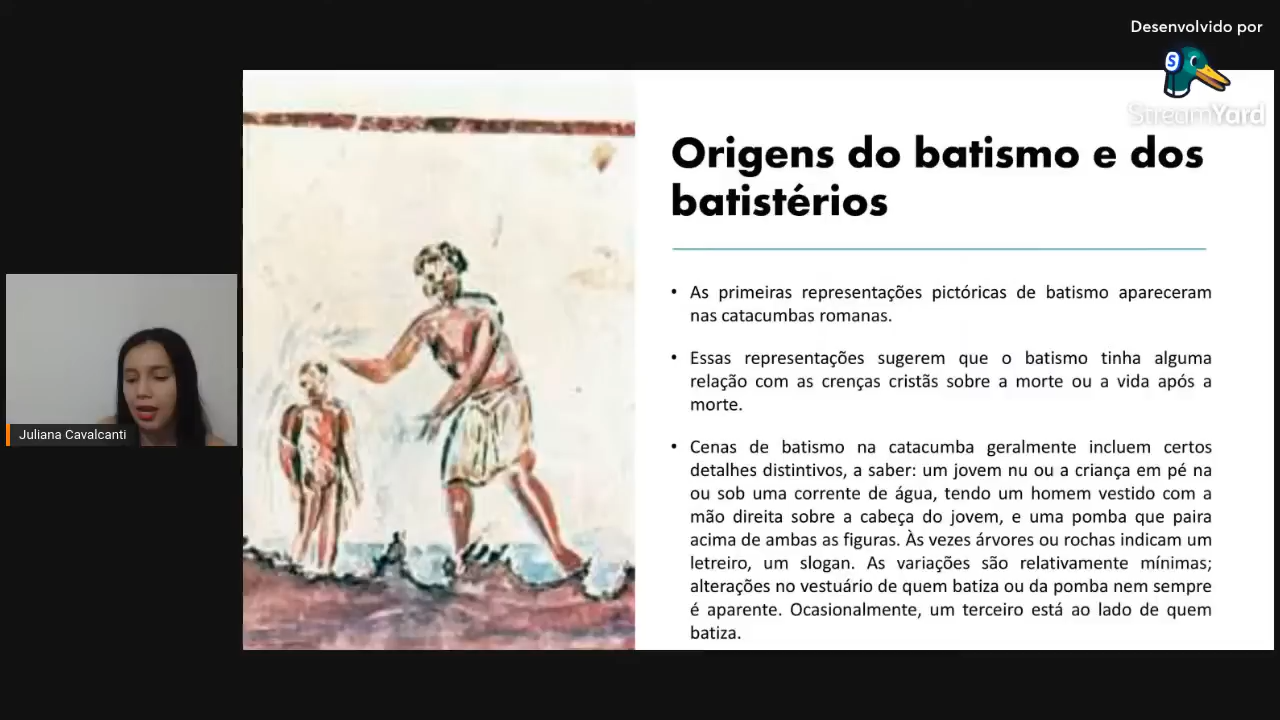 Desenvolvido por
StreamYard
Origens do batismo e dos
batistérios
• As primeiras representações pictóricas de batismo apareceram
nas catacumbas romanas.
• Essas representações sugerem que o batismo tinha alguma
relação com as crenças cristãs sobre a morte ou a vida após a
morte.
• Cenas de batismo na catacumba geralmente incluem certos
detalhes distintivos, a saber: um jovem nu ou a criança em pé na
ou sob uma corrente de água, tendo um homem vestido com a
mão direita sobre a cabeça do jovem, e uma pomba que paira
acima de ambas as figuras. Às vezes árvores ou rochas indicam um
letreiro, um slogan. As variações são relativamente mínimas;
alterações no vestuário de quem batiza ou da pomba nem sempre
é aparente. Ocasionalmente, um terceiro está ao lado de quem
batiza.
Juliana Cavalcanti